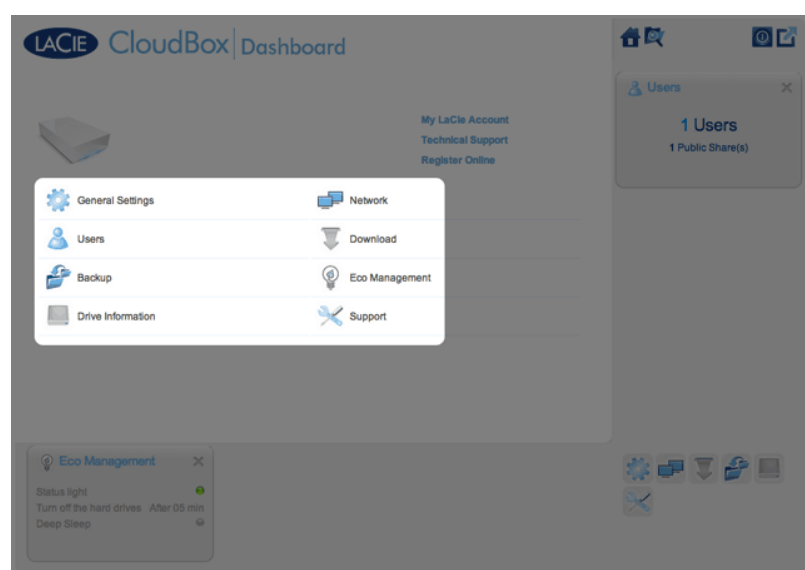 LACIE CloudBox Dashboard
My LaCie Account
Technical Support
Register Online
General Settings
Network
Users
Download
Backup
Eco Management
Drive Information
Support
Users
1 Users
1 Public Share(s)
Eco Management
Status light
Turn off the hard drives After 05 min
Deep Sleep